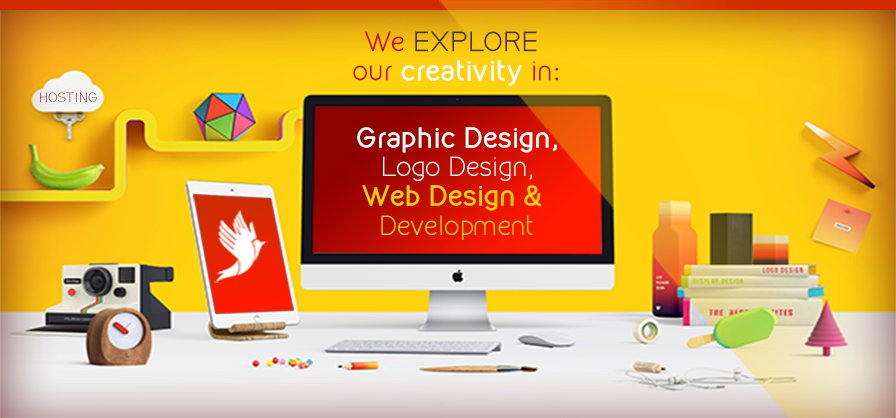 We EXPLORE
our creativity in:
HOSTING
Graphic Design,
Logo Design,
Web Design &
Development
LOGO DESIGN
DISPLAY DESIGN